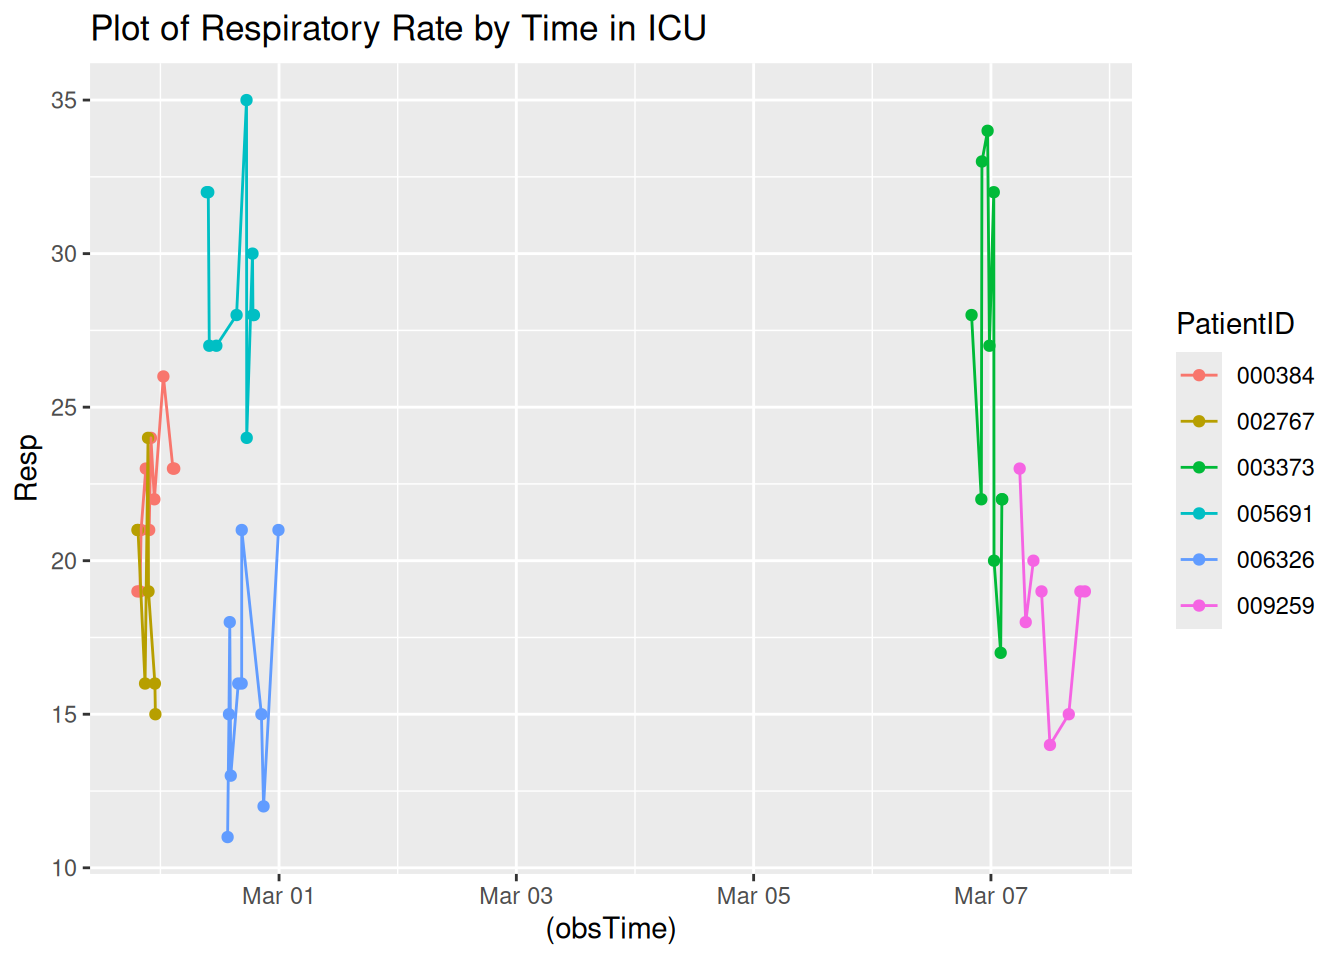 Plot of Respiratory Rate by Time in ICU
Resp
35
30
25
20
15
10
Mar 01
Mar 03
Mar 05
Mar 07
(obsTime)
PatientID
000384
002767
003373
005691
006326
009259